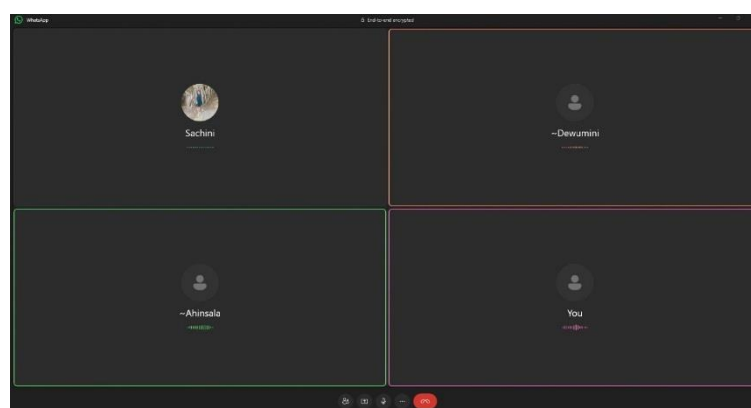 WhatsApp
End-to-end encrypted
Sachini
~Dewumini
~Ahinsala
You